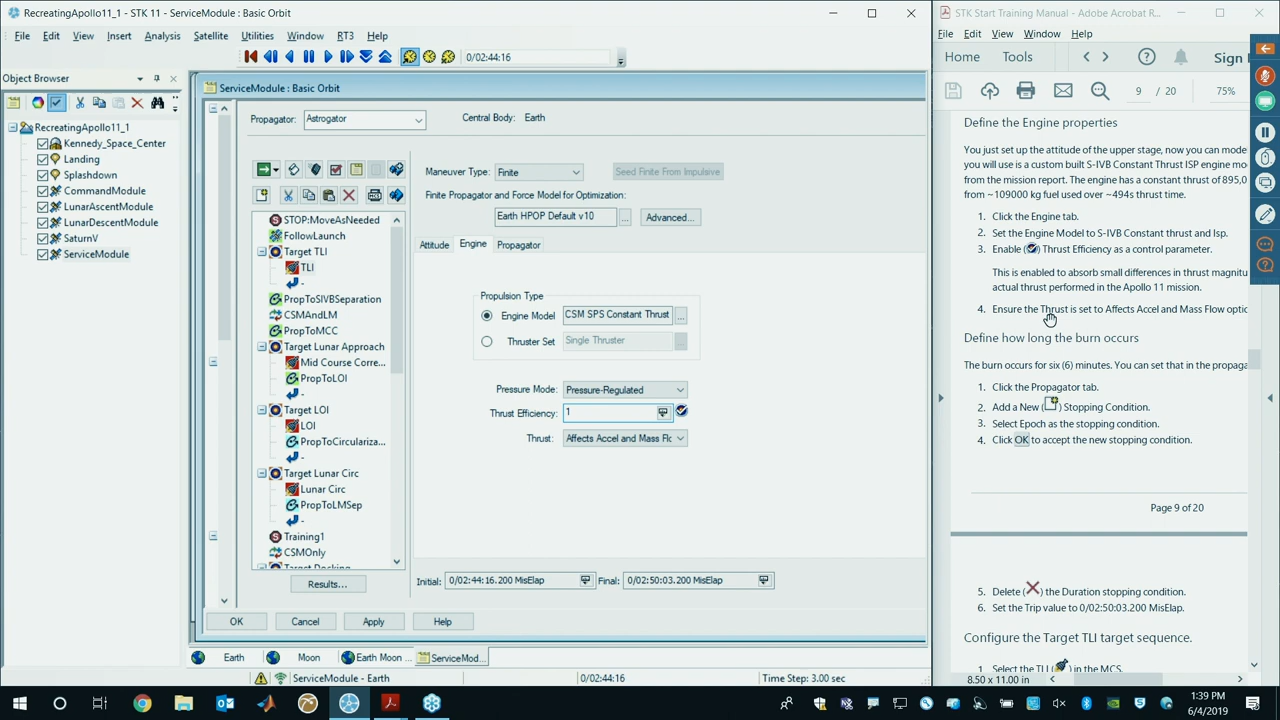 RecreatingApollo11_1 - STK 11 - ServiceModule : Basic Orbit
File Edit View Insert Analysis Satellite Utilities Window RT3 Help
0/02:44:16
Object Browser
RecreatingApollo11_1
Kennedy_Space_Center
Landing
Splashdown
CommandModule
LunarAscentModule
LunarDescentModule
SaturnV
ServiceModule
ServiceModule : Basic Orbit
Propagator: Astrogator Central Body: Earth
Maneuver Type: Finite Seed Finite From Impulsive
Finite Propagator and Force Model for Optimization:
Earth HPOP Default v10 ... Advanced...
Attitude Engine Propagator
STOP:MoveAsNeeded
FollowLaunch
Target TLI
TLI
-
PropToSIVBSeparation
CSMAndLM
PropToMCC
Target Lunar Approach
Mid Course Corre...
PropToLOI
-
Target LOI
LOI
PropToCirculariza...
-
Target Lunar Circ
Lunar Circ
PropToLMSep
-
Training1
CSMOnly
Target Docking
Results...
Propulsion Type
Engine Model CSM SPS Constant Thrust ...
Thruster Set Single Thruster ...
Pressure Mode: Pressure-Regulated
Thrust Efficiency: 1
Thrust: Affects Accel and Mass Flc
Initial: 0/02:44:16.200 MisElap Final: 0/02:50:03.200 MisElap
OK Cancel Apply Help
Earth Moon Earth Moon ... ServiceMod...
ServiceModule - Earth 0/02:44:16 Time Step: 3.00 sec
STK Start Training Manual - Adobe Acrobat R...
File Edit View Window Help
Home Tools Sign
9 / 20 75%
Define the Engine properties
You just set up the attitude of the upper stage, now you can mode
you will use is a custom built S-IVB Constant Thrust ISP engine mo
from the mission report. The engine has a constant thrust of 895,0
from ~109000 kg fuel used over ~494s thrust time.
1. Click the Engine tab.
2. Set the Engine Model to S-IVB Constant thrust and Isp.
3. Enable ( ) Thrust Efficiency as a control parameter.
This is enabled to absorb small differences in thrust magnitu
actual thrust performed in the Apollo 11 mission.
4. Ensure the Thrust is set to Affects Accel and Mass Flow optio
Define how long the burn occurs
The burn occurs for six (6) minutes. You can set that in the propaga
1. Click the Propagator tab.
2. Add a New ( ) Stopping Condition.
3. Select Epoch as the stopping condition.
4. Click OK to accept the new stopping condition.
Page 9 of 20
5. Delete ( ) the Duration stopping condition.
6. Set the Trip value to 0/02:50:03.200 MisElap.
Configure the Target TLI target sequence.
1. Select the TLI ( ) in the MCS.
8.50 x 11.00 in
1:39 PM
6/4/2019